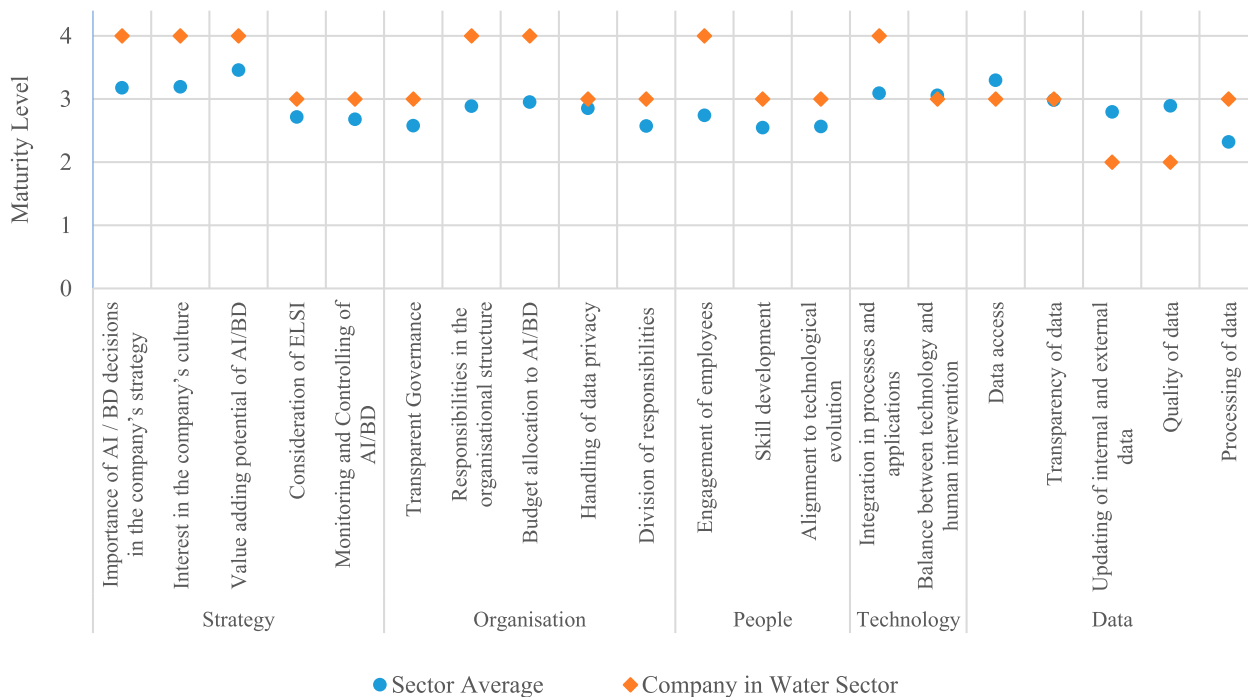 4
3
2
1
0
Maturity Level
Importance of AI / BD decisions
in the company's strategy
Interest in the company's culture
Value adding potential of AI/BD
Consideration of ELSI
Monitoring and Controlling of
AI/BD
Transparent Governance
Responsibilities in the
organisational structure
Budget allocation to AI/BD
Handling of data privacy
Division of responsibilities
Engagement of employees
Skill development
Alignment to technological
evolution
Integration in processes and
applications
Balance between technology and
human intervention
Data access
Transparency of data
Updating of internal and external
data
Quality of data
Processing of data
Strategy
Organisation
People
Technology
Data
Sector Average
Company in Water Sector